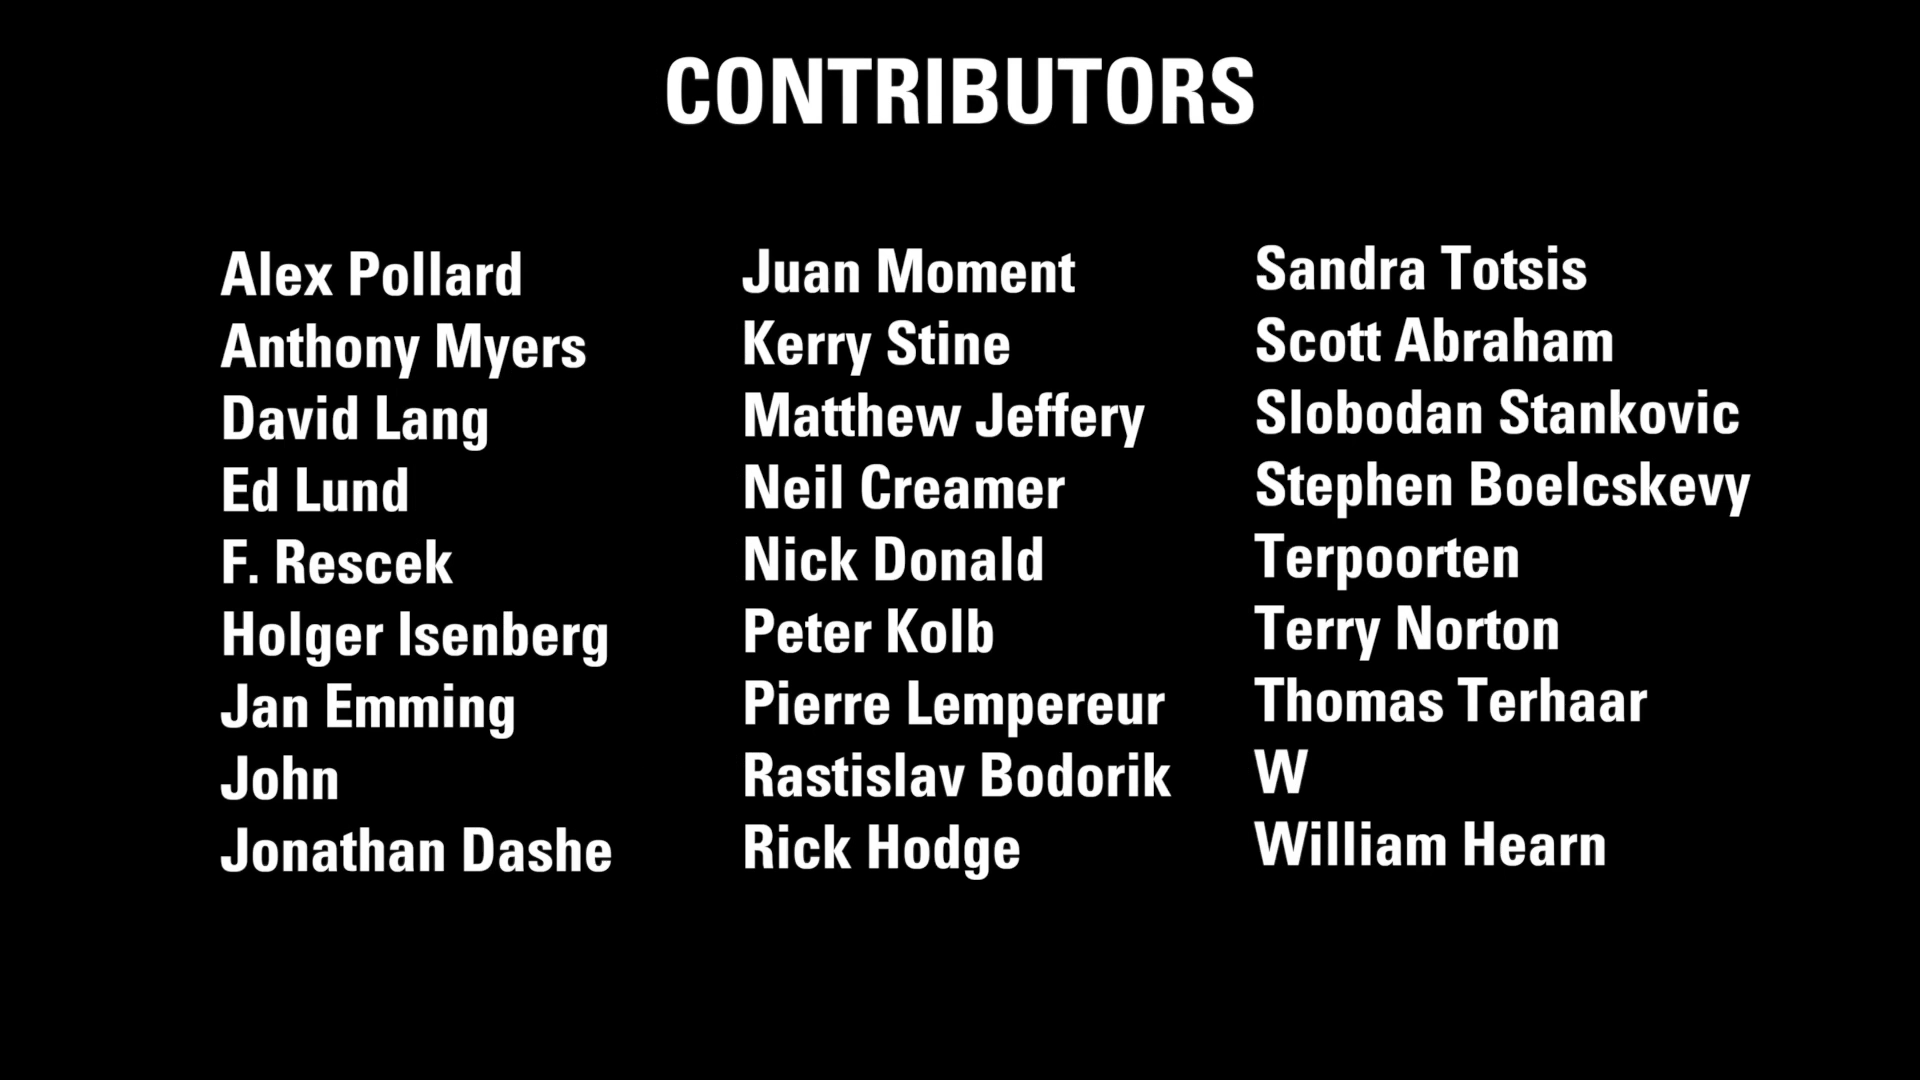 CONTRIBUTORS
Alex Pollard
Anthony Myers
David Lang
Ed Lund
F. Rescek
Holger Isenberg
Jan Emming
John
Jonathan Dashe
Juan Moment
Kerry Stine
Matthew Jeffery
Neil Creamer
Nick Donald
Peter Kolb
Pierre Lempereur
Rastislav Bodorik
Rick Hodge
Sandra Totsis
Scott Abraham
Slobodan Stankovic
Stephen Boelcskevy
Terpoorten
Terry Norton
Thomas Terhaar
W
William Hearn